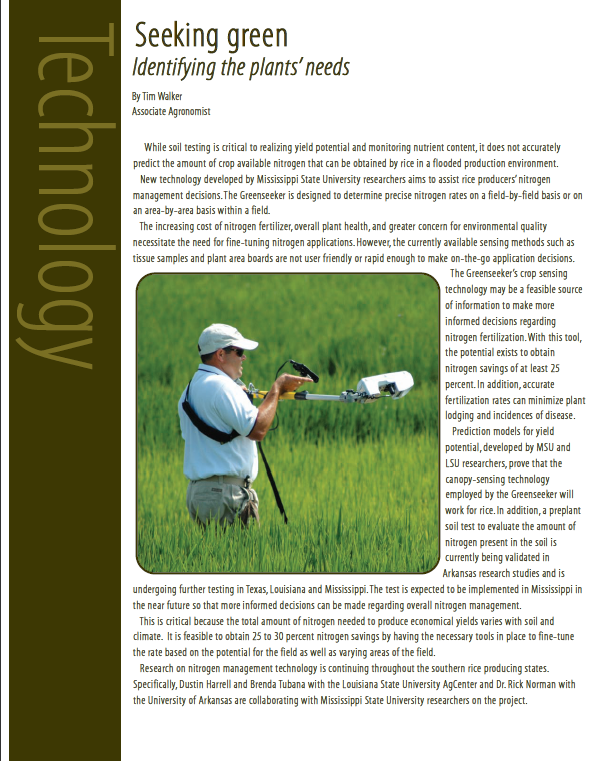 Technology
Seeking green
Identifying the plants' needs
By Tim Walker
Associate Agronomist
While soil testing is critical to realizing yield potential and monitoring nutrient content, it does not accurately
predict the amount of crop available nitrogen that can be obtained by rice in a flooded production environment.
New technology developed by Mississippi State University researchers aims to assist rice producers' nitrogen
management decisions. The Greenseeker is designed to determine precise nitrogen rates on a field-by-field basis or on
an area-by-area basis within a field.
The increasing cost of nitrogen fertilizer, overall plant health, and greater concern for environmental quality
necessitate the need for fine-tuning nitrogen applications. However, the currently available sensing methods such as
tissue samples and plant area boards are not user friendly or rapid enough to make on-the-go application decisions.
The Greenseeker's crop sensing
technology may be a feasible source
of information to make more
informed decisions regarding
nitrogen fertilization. With this tool,
the potential exists to obtain
nitrogen savings of at least 25
percent. In addition, accurate
fertilization rates can minimize plant
lodging and incidences of disease.
Prediction models for yield
potential, developed by MSU and
LSU researchers, prove that the
canopy-sensing technology
employed by the Greenseeker will
work for rice. In addition, a preplant
soil test to evaluate the amount of
nitrogen present in the soil is
currently being validated in
Arkansas research studies and is
undergoing further testing in Texas, Louisiana and Mississippi. The test is expected to be implemented in Mississippi in
the near future so that more informed decisions can be made regarding overall nitrogen management.
This is critical because the total amount of nitrogen needed to produce economical yields varies with soil and
climate. It is feasible to obtain 25 to 30 percent nitrogen savings by having the necessary tools in place to fine-tune
the rate based on the potential for the field as well as varying areas of the field.
Research on nitrogen management technology is continuing throughout the southern rice producing states.
Specifically, Dustin Harrell and Brenda Tubana with the Louisiana State University AgCenter and Dr. Rick Norman with
the University of Arkansas are collaborating with Mississippi State University researchers on the project.